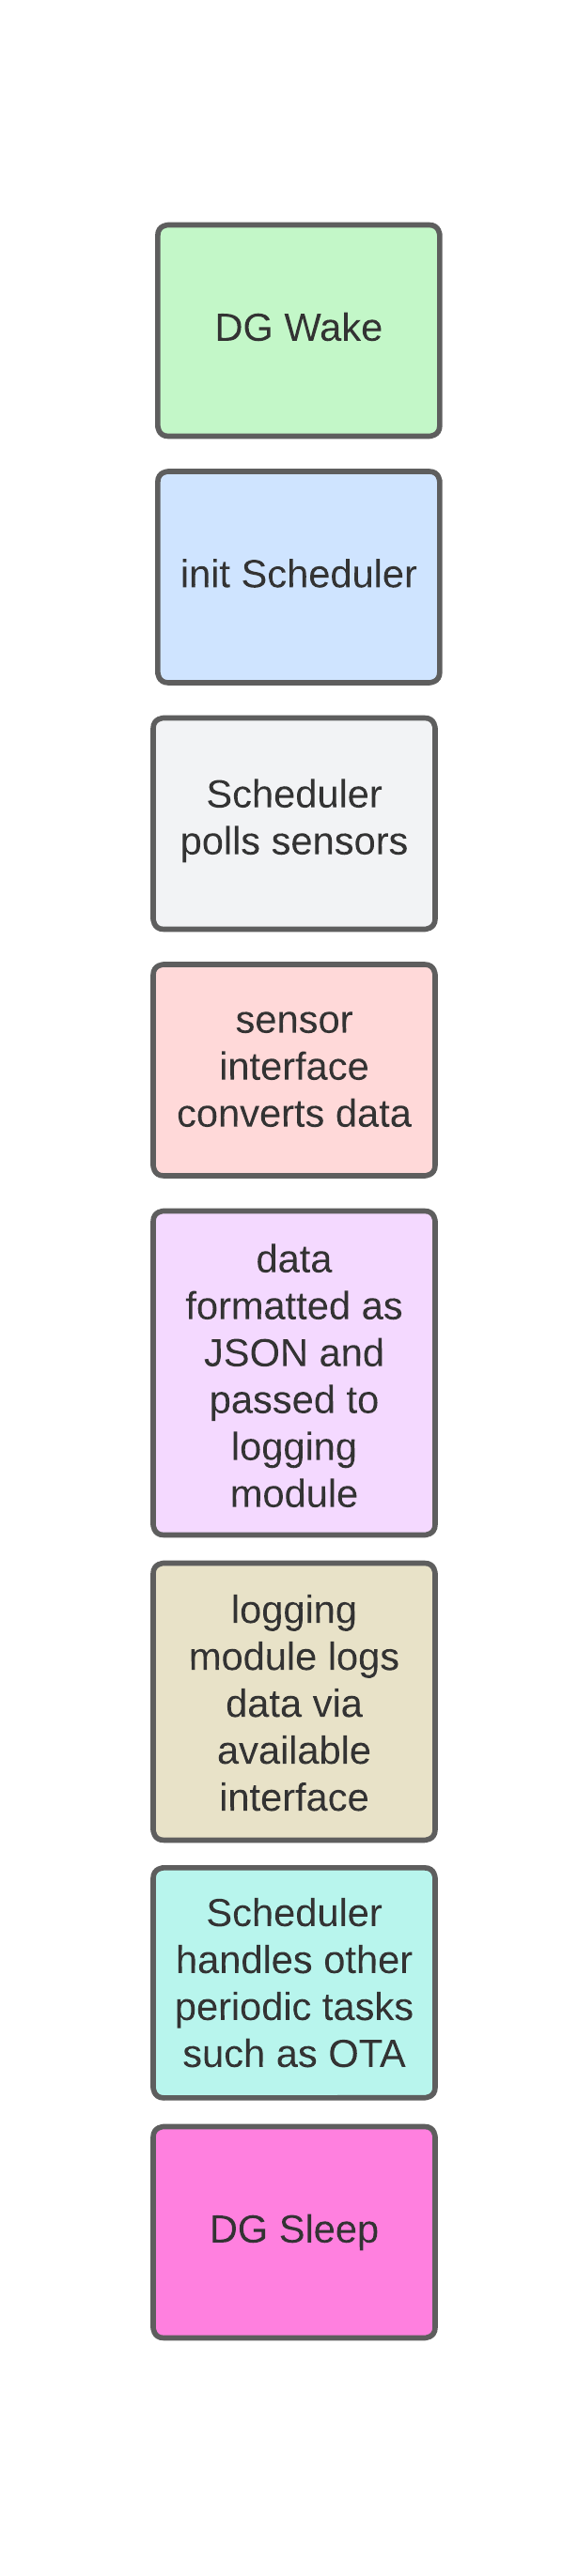 DG Wake
init Scheduler
Scheduler
polls sensors
sensor
interface
converts data
data
formatted as
JSON and
passed to
logging
module
logging
module logs
data via
available
interface
Scheduler
handles other
periodic tasks
such as OTA
DG Sleep